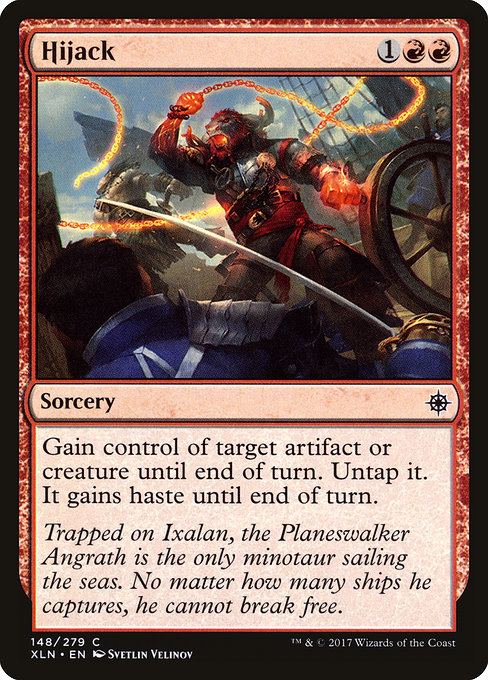 Hijack 1
Sorcery
Gain control of target artifact or
creature until end of turn. Untap it.
It gains haste until end of turn.
Trapped on Ixalan, the Planeswalker
Angrath is the only minotaur sailing
the seas. No matter how many ships he
captures, he cannot break free.
148/279 C
XLN • EN Svetlin Velinov
™ & © 2017 Wizards of the Coast